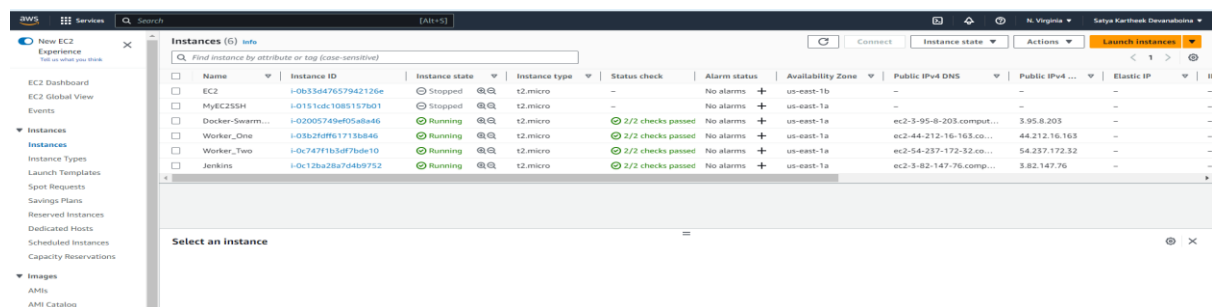 aws Services Search [Alt+S] N. Virginia Satya Kartheek Devanaboina
New EC2 Experience
Tell us what you think
EC2 Dashboard
EC2 Global View
Events
Instances
Instances
Instance Types
Launch Templates
Spot Requests
Savings Plans
Reserved Instances
Dedicated Hosts
Scheduled Instances
Capacity Reservations
Images
AMIs
AMI Catalog
Instances (6) Info Connect Instance state Actions Launch instances
Find instance by attribute or tag (case-sensitive) 1
Name Instance ID Instance state Instance type Status check Alarm status Availability Zone Public IPv4 DNS Public IPv4 ... Elastic IP
EC2 i-0b33d47657942126e Stopped t2.micro – No alarms + us-east-1b – – –
MyEC2SSH i-0151cdc1085157b01 Stopped t2.micro – No alarms + us-east-1a – – –
Docker-Swarm... i-02005749ef05a8a46 Running t2.micro 2/2 checks passed No alarms + us-east-1a ec2-3-95-8-203.comput... 3.95.8.203 –
Worker_One i-03b2fdff61713b846 Running t2.micro 2/2 checks passed No alarms + us-east-1a ec2-44-212-16-163.co... 44.212.16.163 –
Worker_Two i-0c747f1b3df7bde10 Running t2.micro 2/2 checks passed No alarms + us-east-1a ec2-54-237-172-32.co... 54.237.172.32 –
Jenkins i-0c12ba28a7d4b9752 Running t2.micro 2/2 checks passed No alarms + us-east-1a ec2-3-82-147-76.comp... 3.82.147.76 –
Select an instance